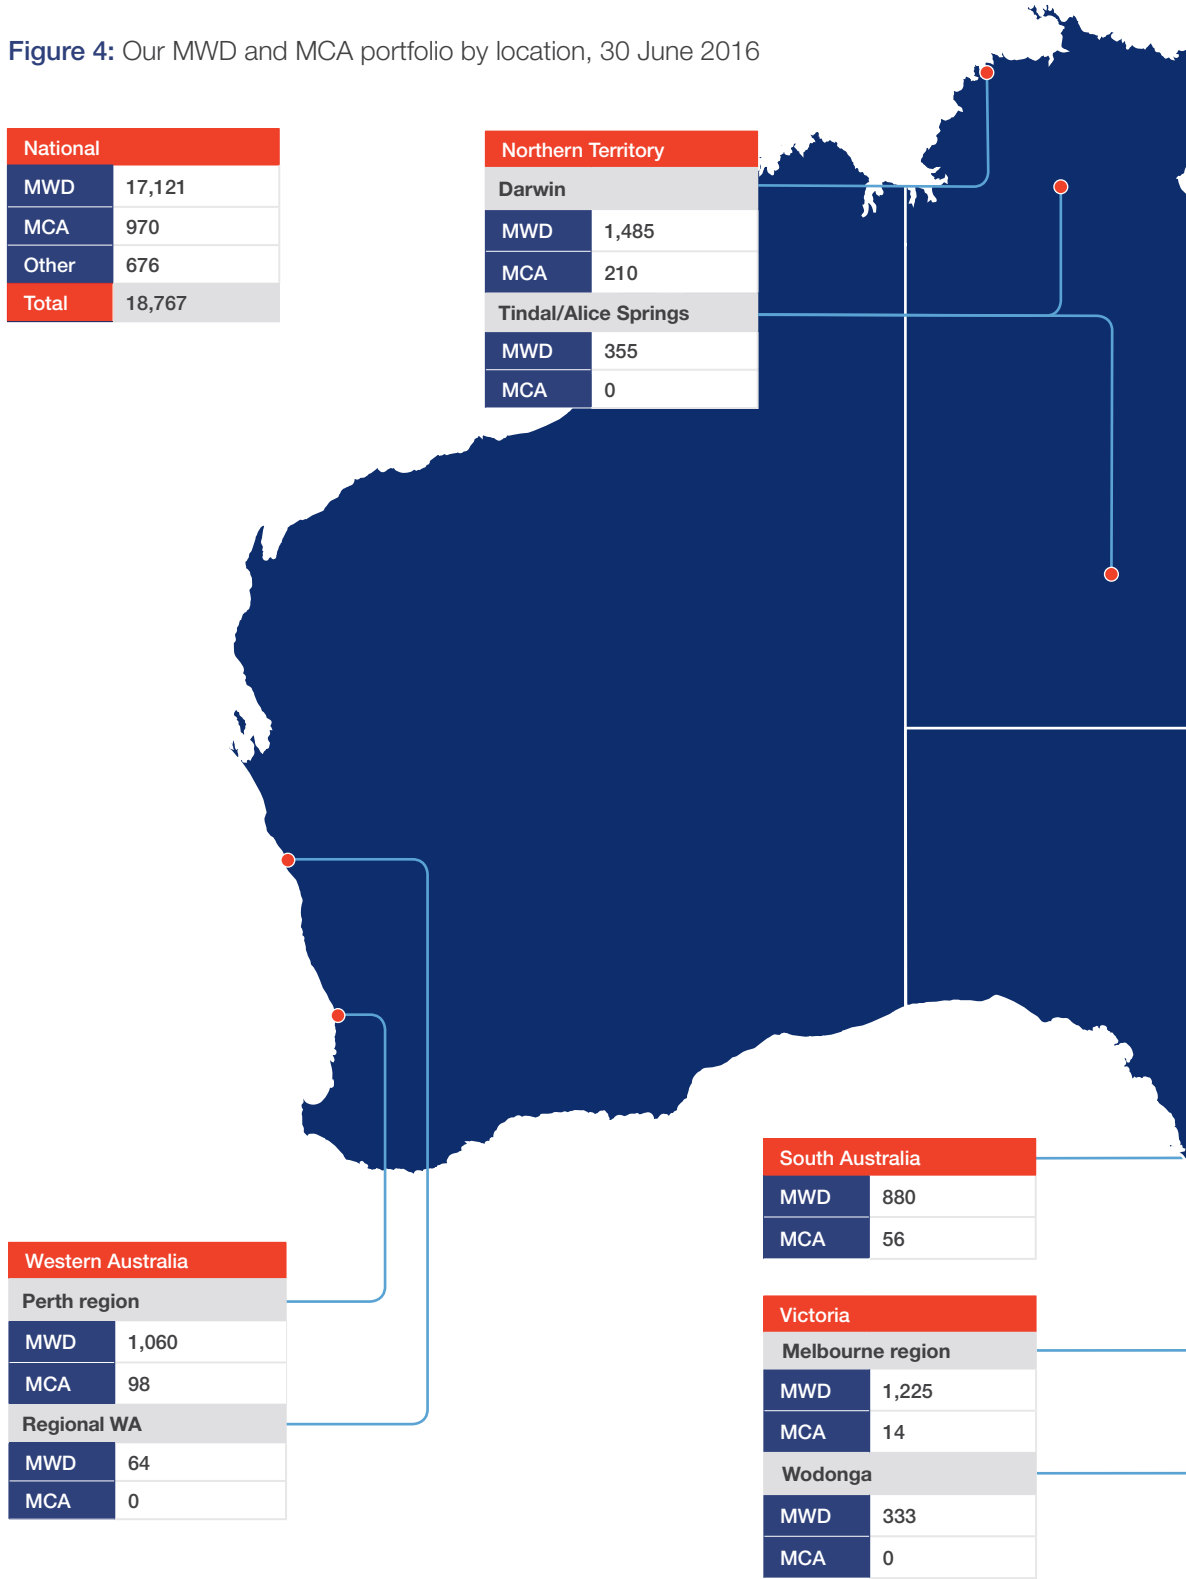 Figure 4: Our MWD and MCA portfolio by location, 30 June 2016
National
MWD 17,121
MCA 970
Other 676
Total 18,767
Northern Territory
Darwin
MWD 1,485
MCA 210
Tindal/Alice Springs
MWD 355
MCA 0
Western Australia
Perth region
MWD 1,060
MCA 98
Regional WA
MWD 64
MCA 0
South Australia
MWD 880
MCA 56
Victoria
Melbourne region
MWD 1,225
MCA 14
Wodonga
MWD 333
MCA 0